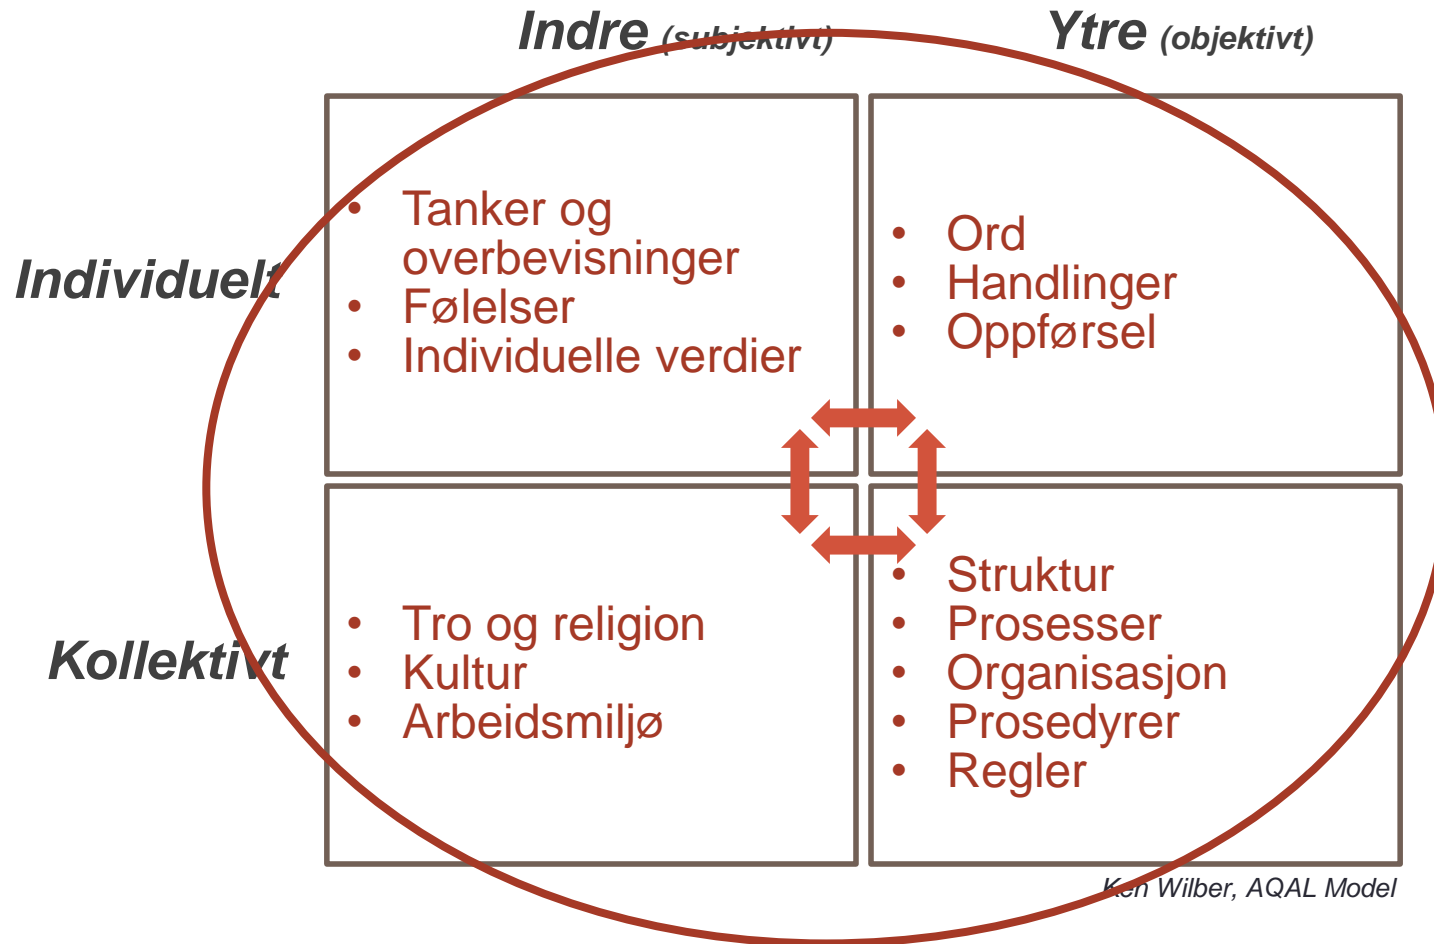 Indre (subjektivt) Ytre (objektivt)
Individuelt
• Tanker og
overbevisninger
• Følelser
• Individuelle verdier
• Ord
• Handlinger
• Oppførsel
Kollektivt
• Tro og religion
• Kultur
• Arbeidsmiljø
• Struktur
• Prosesser
• Organisasjon
• Prosedyrer
• Regler
Ken Wilber, AQAL Model